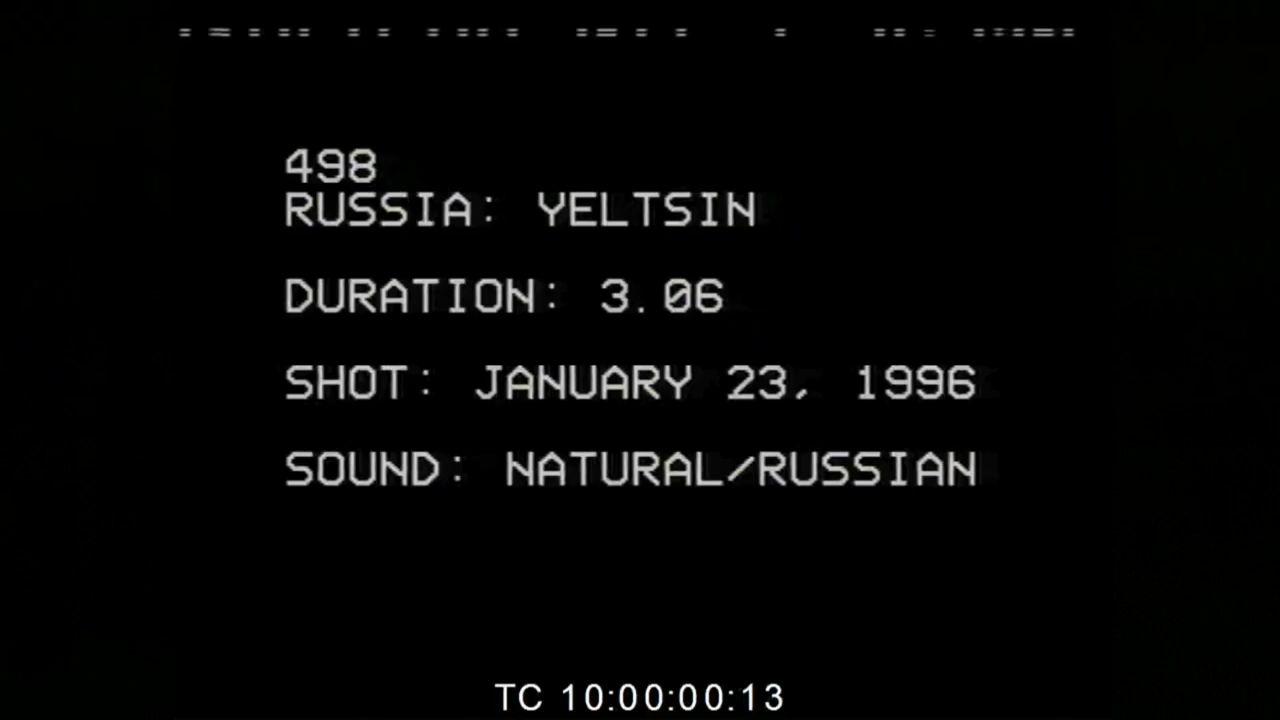 498
RUSSIA: YELTSIN
DURATION: 3.06
SHOT: JANUARY 23, 1996
SOUND: NATURAL/RUSSIAN
TC 10:00:00:13